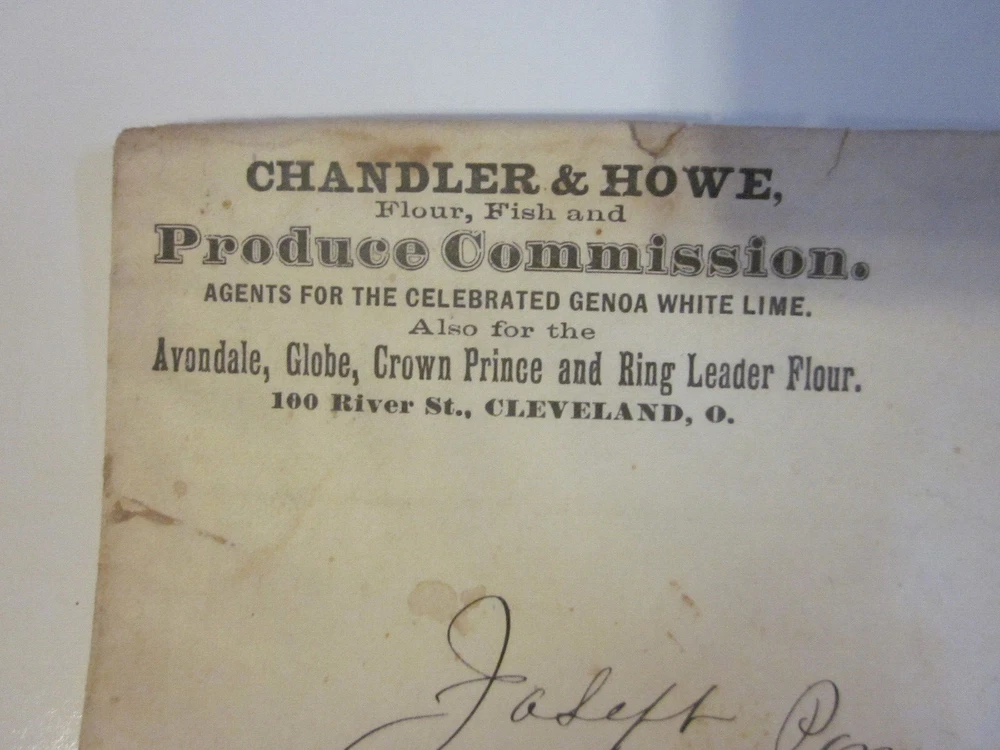 CHANDLER & HOWE,
Flour, Fish and
Produce Commission.
AGENTS FOR THE CELEBRATED GENOA WHITE LIME.
Also for the
Avondale, Globe, Crown Prince and Ring Leader Flour.
100 River St., CLEVELAND, O.
Joseph